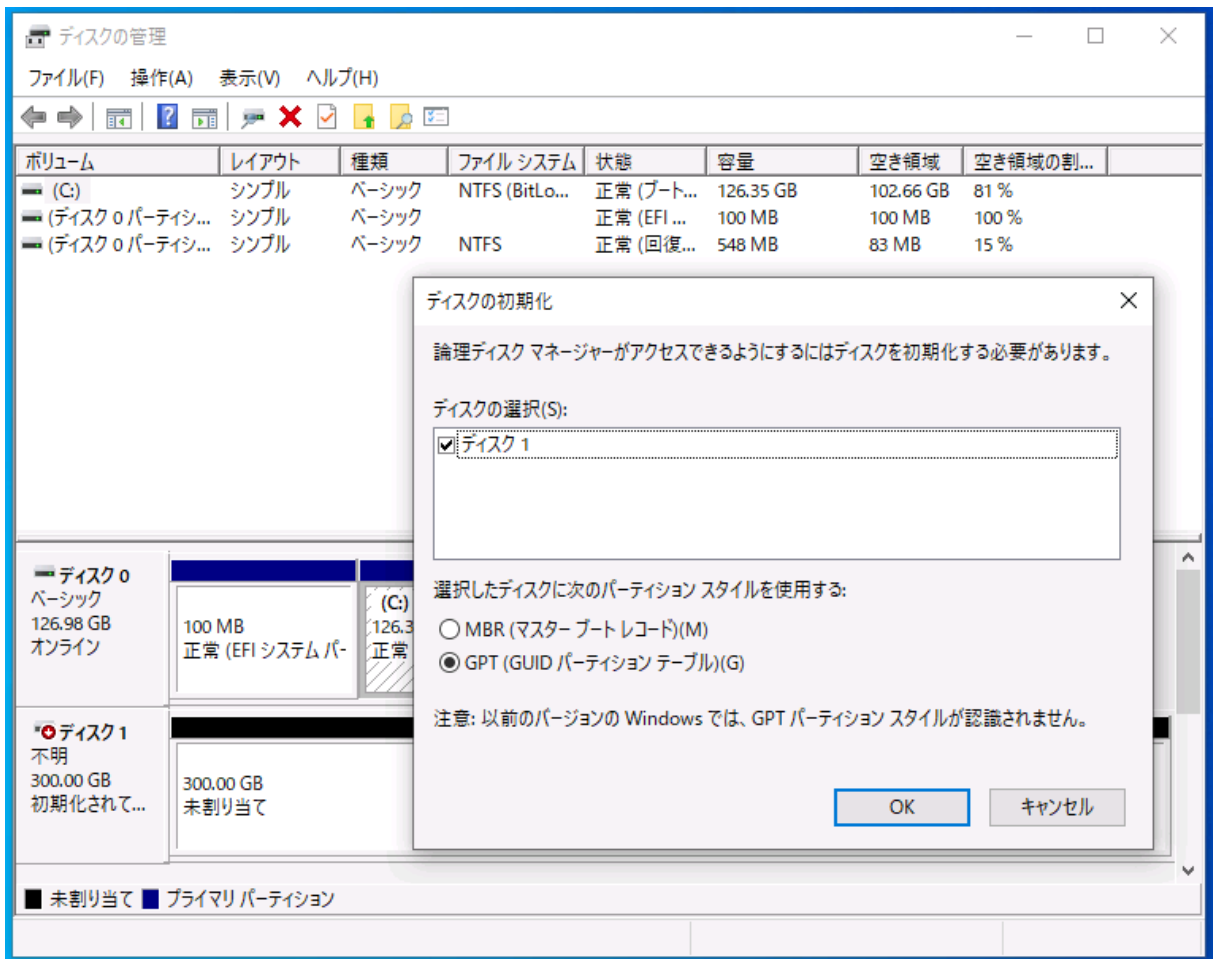 ディスクの管理
ファイル(F) 操作(A) 表示(V) ヘルプ(H)
ボリューム レイアウト 種類 ファイル システム 状態 容量 空き領域 空き領域の割...
(C:) シンプル ベーシック NTFS (BitLo... 正常 (ブート... 126.35 GB 102.66 GB 81 %
(ディスク 0 パーティシ... シンプル ベーシック 正常 (EFI ... 100 MB 100 MB 100 %
(ディスク 0 パーティシ... シンプル ベーシック NTFS 正常 (回復... 548 MB 83 MB 15 %
ディスクの初期化
論理ディスク マネージャーがアクセスできるようにするにはディスクを初期化する必要があります。
ディスクの選択(S):
ディスク 1
選択したディスクに次のパーティション スタイルを使用する:
MBR (マスター ブート レコード)(M)
GPT (GUID パーティション テーブル)(G)
注意: 以前のバージョンの Windows では、GPT パーティション スタイルが認識されません。
OK キャンセル
ディスク 0
ベーシック
126.98 GB
オンライン
100 MB
正常 (EFI システム パ-
(C:)
126.3
正常
ディスク 1
不明
300.00 GB
初期化されて...
300.00 GB
未割り当て
未割り当て プライマリ パーティション